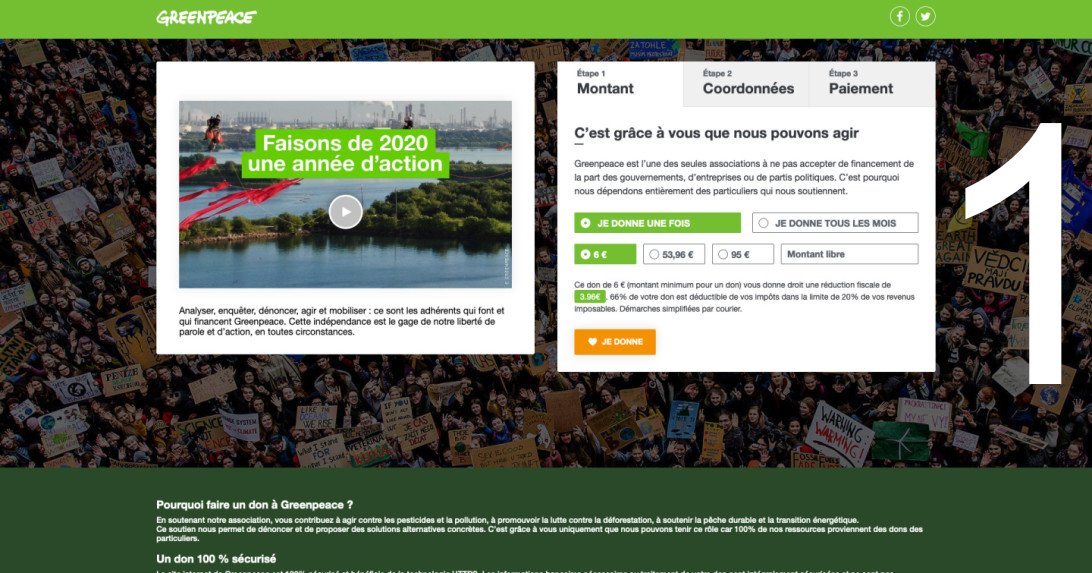 GREENPEACE
Faisons de 2020
une année d'action
Analyser, enquêter, dénoncer, agir et mobiliser : ce sont les adhérents qui font et
qui financent Greenpeace. Cette indépendance est le gage de notre liberté de
parole et d'action, en toutes circonstances.
Étape 1
Montant
Étape 2
Coordonnées
Étape 3
Paiement
C'est grâce à vous que nous pouvons agir
Greenpeace est l'une des seules associations à ne pas accepter de financement de
la part des gouvernements, d'entreprises ou de partis politiques. C'est pourquoi
nous dépendons entièrement des particuliers qui nous soutiennent.
JE DONNE UNE FOIS
JE DONNE TOUS LES MOIS
6 €
53,96 €
95 €
Montant libre
Ce don de 6 € (montant minimum pour un don) vous donne droit une réduction fiscale de
3.96€ . 66% de votre don est déductible de vos impôts dans la limite de 20% de vos revenus
imposables. Démarches simplifiées par courier.
JE DONNE
1
VĚDCI
MAJÍ
PRAVDU
WARNING
WARMING!
Pourquoi faire un don à Greenpeace ?
En soutenant notre association, vous contribuez à agir contre les pesticides et la pollution, à promouvoir la lutte contre la déforestation, à soutenir la pêche durable et la transition énergétique.
Ce soutien nous permet de dénoncer et de proposer des solutions alternatives concrètes. C'est grâce à vous uniquement que nous pouvons tenir ce rôle car 100% de nos ressources proviennent des dons des
particuliers.
Un don 100 % sécurisé